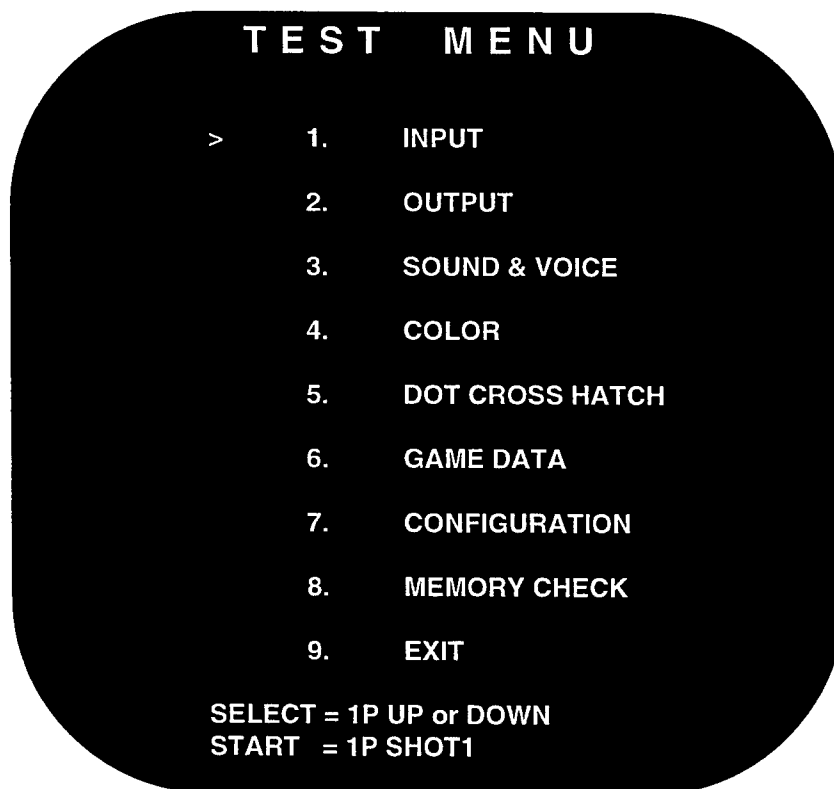 TEST MENU
> 1. INPUT
2. OUTPUT
3. SOUND & VOICE
4. COLOR
5. DOT CROSS HATCH
6. GAME DATA
7. CONFIGURATION
8. MEMORY CHECK
9. EXIT
SELECT = 1P UP or DOWN
START = 1P SHOT1